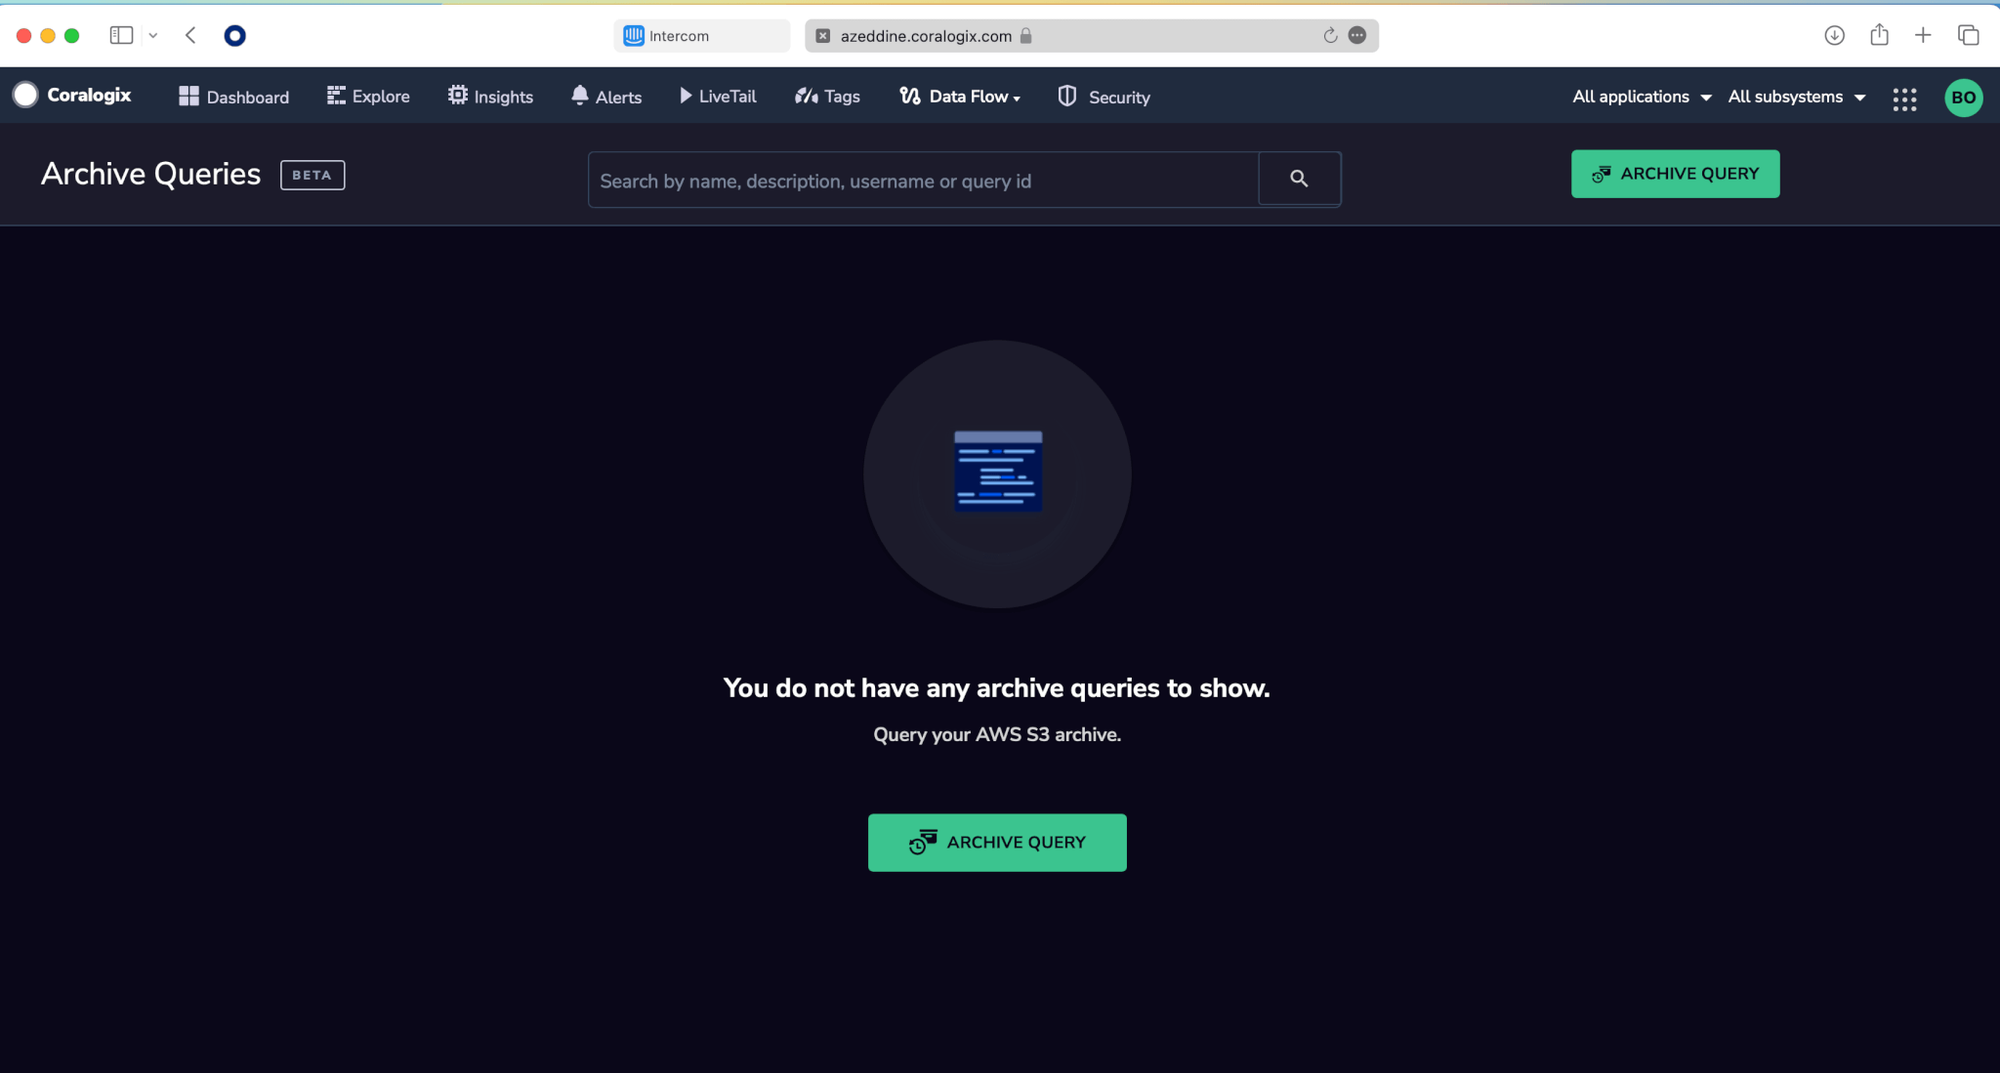 Intercom
azeddine.coralogix.com
Coralogix
Dashboard
Explore
Insights
Alerts
LiveTail
Tags
Data Flow
Security
All applications
All subsystems
BO
Archive Queries
BETA
Search by name, description, username or query id
ARCHIVE QUERY
You do not have any archive queries to show.
Query your AWS S3 archive.
ARCHIVE QUERY